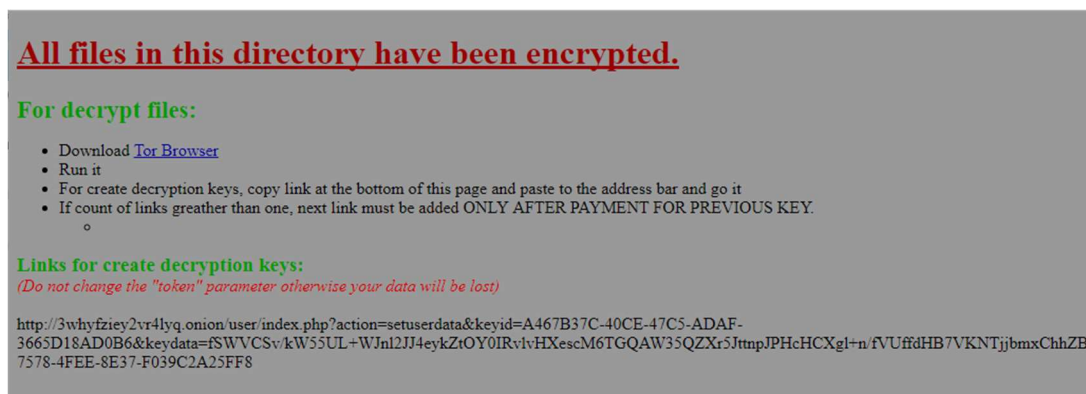 All files in this directory have been encrypted.
For decrypt files:
Download Tor Browser
Run it
For create decryption keys, copy link at the bottom of this page and paste to the address bar and go it
If count of links greather than one, next link must be added ONLY AFTER PAYMENT FOR PREVIOUS KEY.
Links for create decryption keys:
(Do not change the "token" parameter otherwise your data will be lost)
http://3whyfziey2vr4lyq.onion/user/index.php?action=setuserdata&keyid=A467B37C-40CE-47C5-ADAF-
3665D18AD0B6&keydata=fSWVCSv/kW55UL+WJnl2JJ4eykZtOY0IRvlvHXescM6TGQAW35QZXr5JttnpJPHcHCXgl+n/fVUffdHB7VKNTjjbmxChhZB
7578-4FEE-8E37-F039C2A25FF8